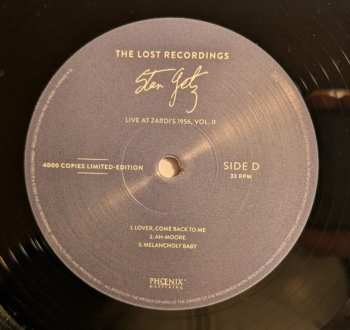 THE LOST RECORDINGS
Stan Getz
LIVE AT ZARDI'S 1956, VOL. II
4000 COPIES LIMITED-EDITION
SIDE D
33 RPM
1. LOVER, COME BACK TO ME
2. AH-MOORE
3. MELANCHOLY BABY
PHOENIX